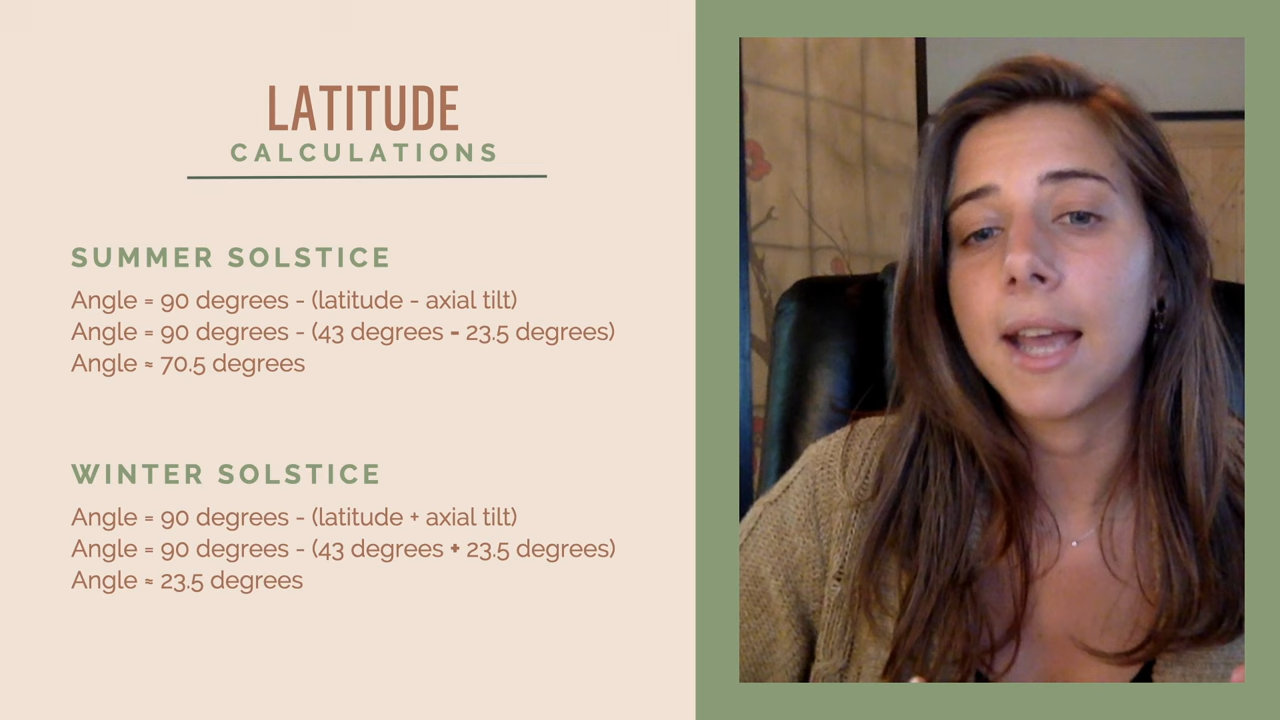 LATITUDE
CALCULATIONS
SUMMER SOLSTICE
Angle = 90 degrees - (latitude - axial tilt)
Angle = 90 degrees - (43 degrees - 23.5 degrees)
Angle ≈ 70.5 degrees
WINTER SOLSTICE
Angle = 90 degrees - (latitude + axial tilt)
Angle = 90 degrees - (43 degrees + 23.5 degrees)
Angle ≈ 23.5 degrees